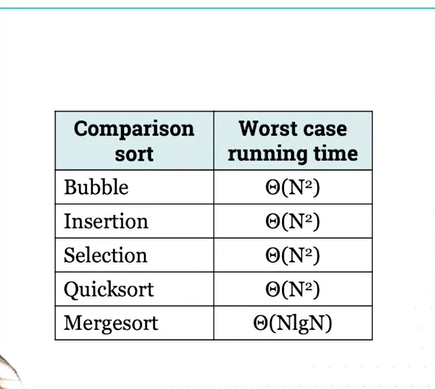 Comparison sort Worst case running time
Bubble Θ(N²)
Insertion Θ(N²)
Selection Θ(N²)
Quicksort Θ(N²)
Mergesort Θ(NlgN)